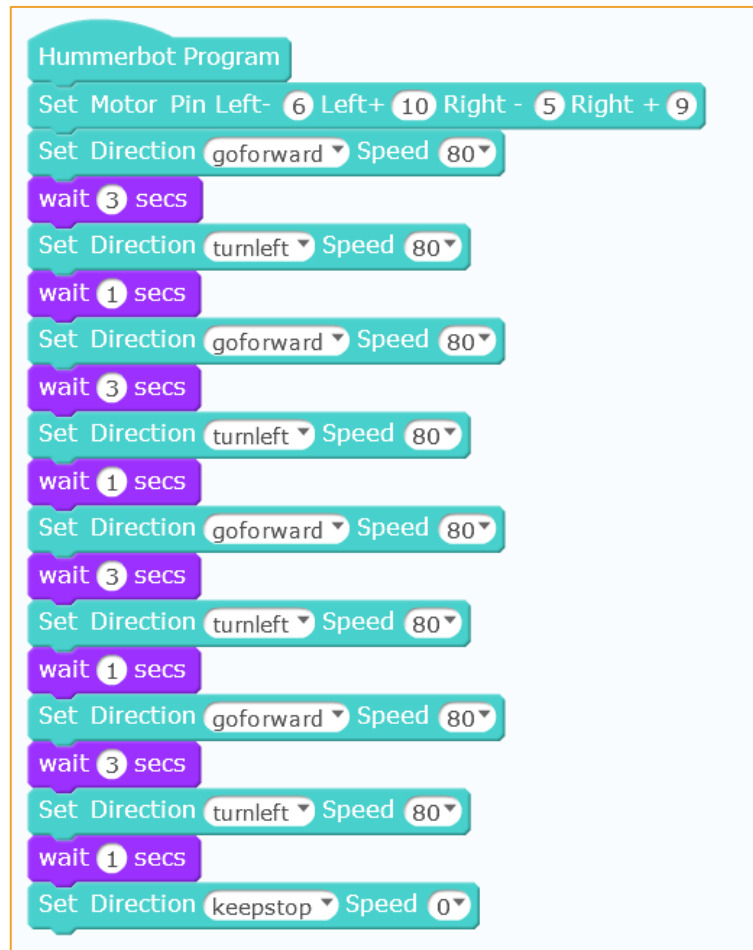 Hummerbot Program
Set Motor Pin Left- 6 Left+ 10 Right - 5 Right + 9
Set Direction goforward Speed 80
wait 3 secs
Set Direction turnleft Speed 80
wait 1 secs
Set Direction goforward Speed 80
wait 3 secs
Set Direction turnleft Speed 80
wait 1 secs
Set Direction goforward Speed 80
wait 3 secs
Set Direction turnleft Speed 80
wait 1 secs
Set Direction goforward Speed 80
wait 3 secs
Set Direction turnleft Speed 80
wait 1 secs
Set Direction keepstop Speed 0